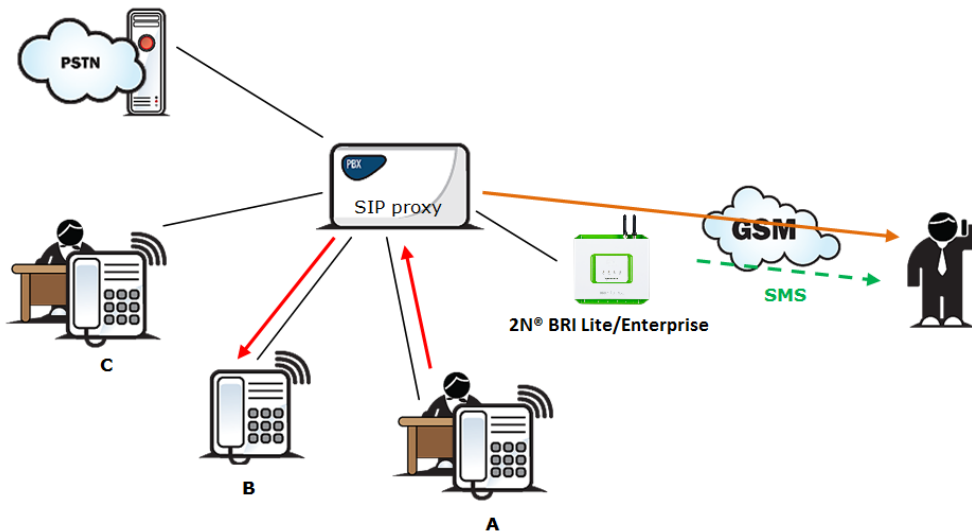 PSTN
PBX
SIP proxy
GSM
SMS
2N® BRI Lite/Enterprise
C
B
A